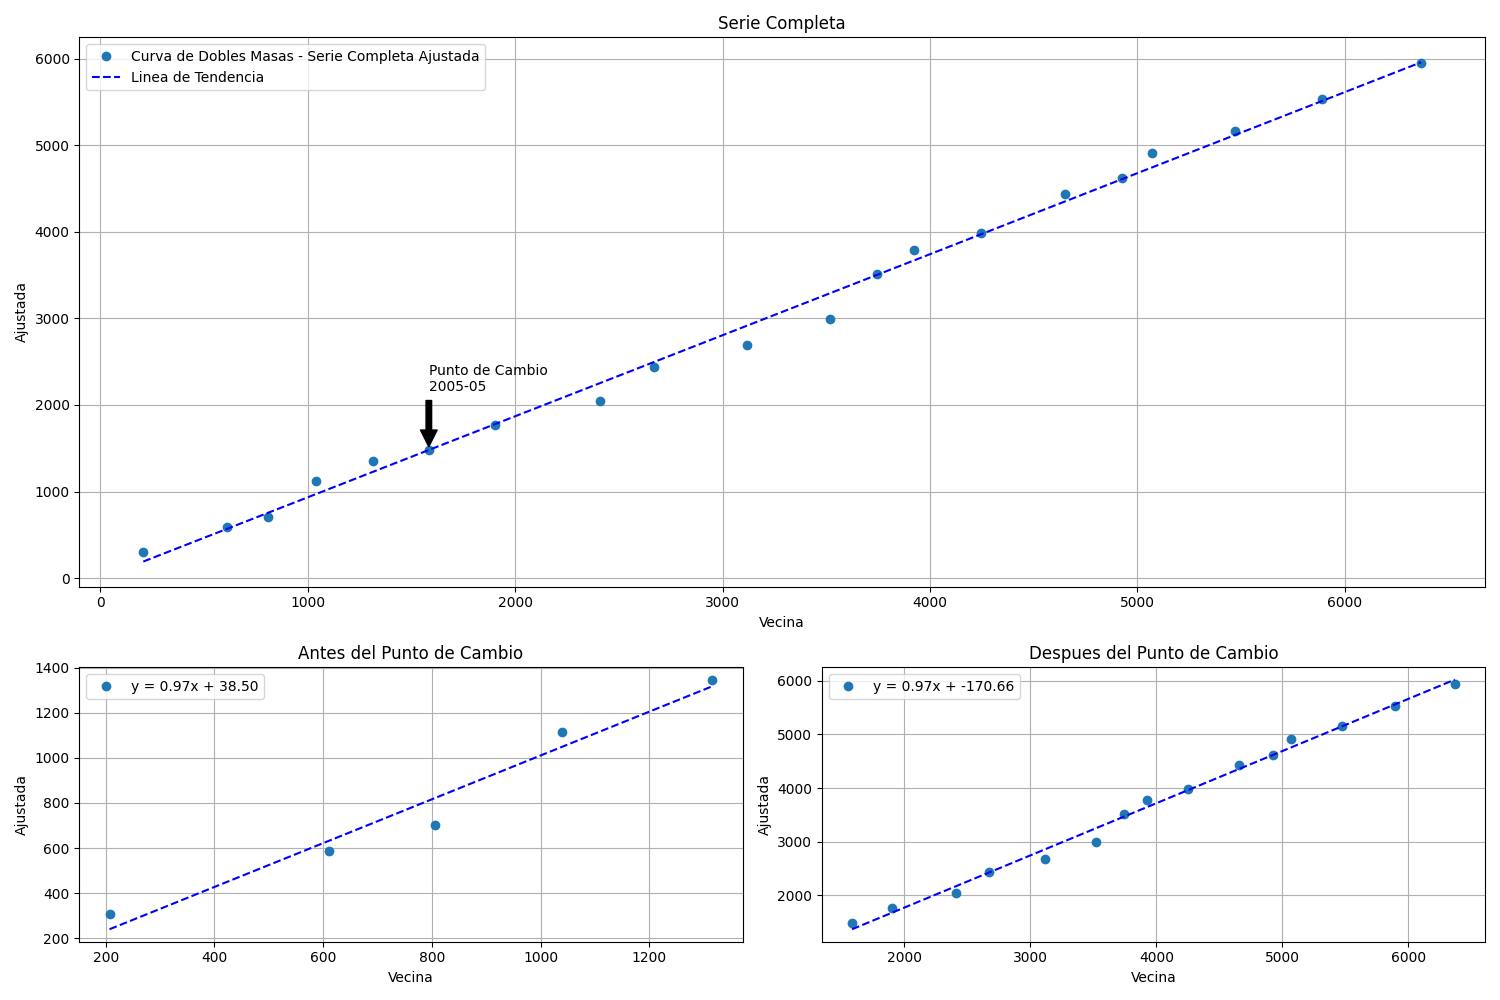 Serie Completa
Curva de Dobles Masas - Serie Completa Ajustada
Linea de Tendencia
6000
5000
4000
3000
2000
1000
0
Ajustada
Punto de Cambio
2005-05
0 1000 2000 3000 4000 5000 6000
Vecina
Antes del Punto de Cambio
y = 0.97x + 38.50
1400
1200
1000
800
600
400
200
Ajustada
200 400 600 800 1000 1200
Vecina
Despues del Punto de Cambio
y = 0.97x + -170.66
6000
5000
4000
3000
2000
Ajustada
2000 3000 4000 5000 6000
Vecina